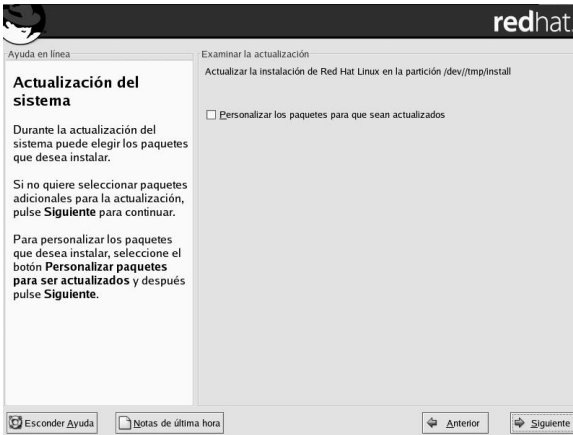 redhat.
Ayuda en línea
Actualización del
sistema
Durante la actualización del
sistema puede elegir los paquetes
que desea instalar.
Si no quiere seleccionar paquetes
adicionales para la actualización,
pulse Siguiente para continuar.
Para personalizar los paquetes
que desea instalar, seleccione el
botón Personalizar paquetes
para ser actualizados y después
pulse Siguiente.
Examinar la actualización
Actualizar la instalación de Red Hat Linux en la partición /dev//tmp/install
Personalizar los paquetes para que sean actualizados
Esconder Ayuda
Notas de última hora
Anterior
Siguiente